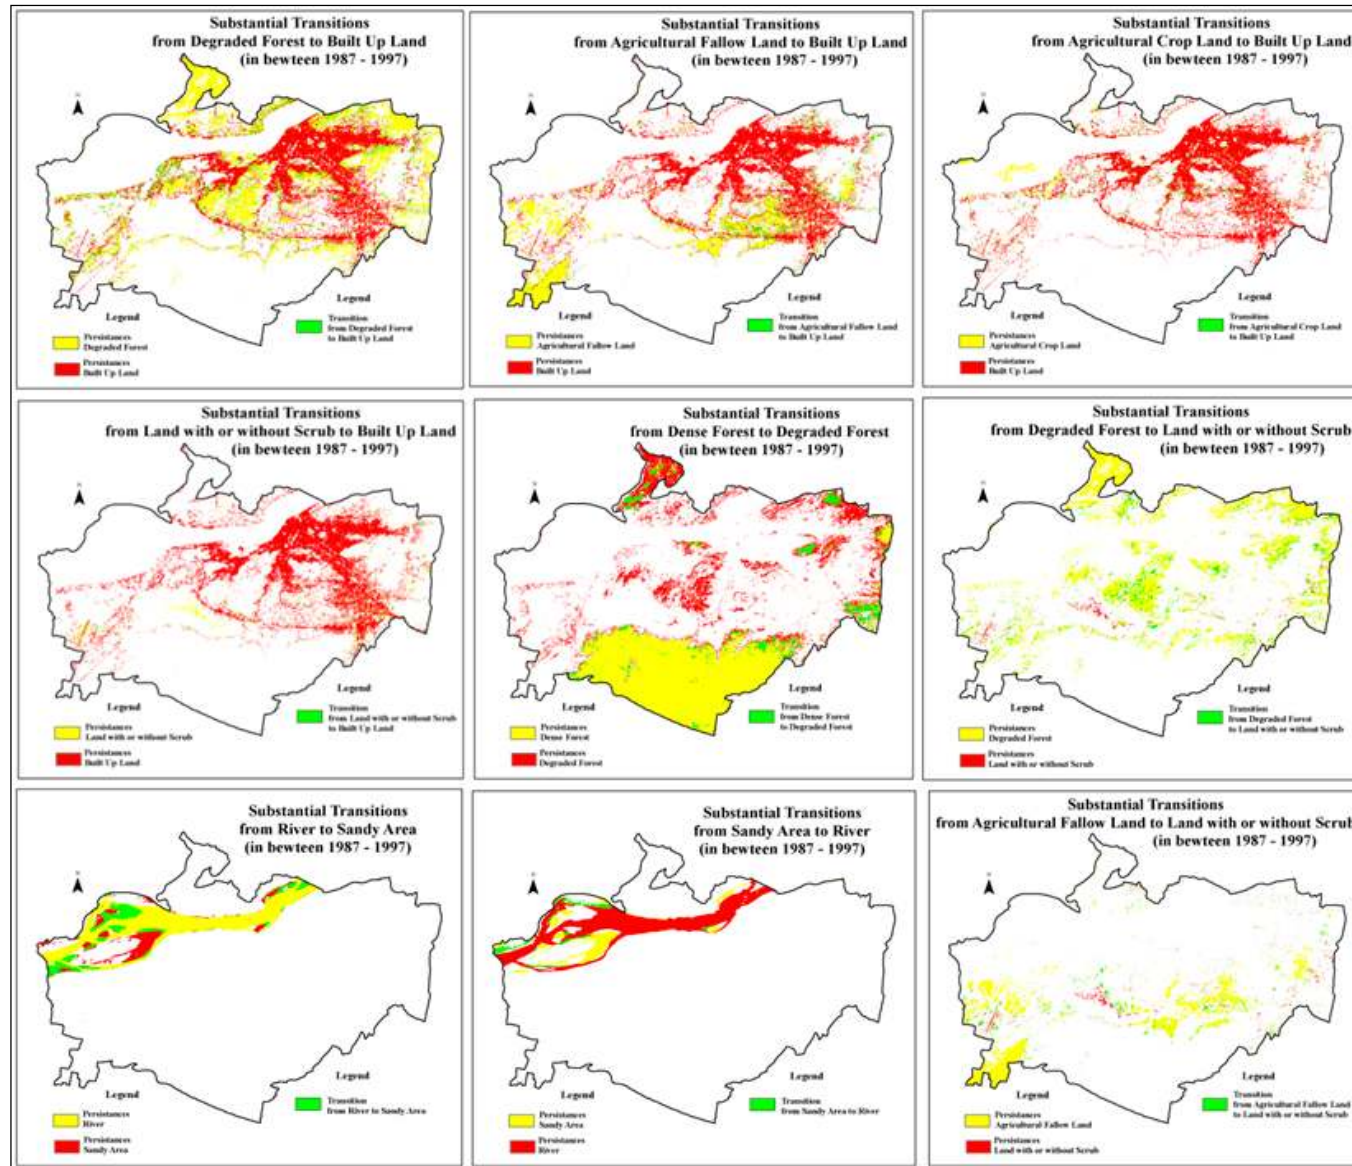 Substantial Transitions
from Degraded Forest to Built Up Land
(in bewteen 1987 - 1997)
Legend
Legend
Persistances
Degraded Forest
Persistances
Built Up Land
Transition
from Degraded Forest
to Built Up Land
Substantial Transitions
from Agricultural Fallow Land to Built Up Land
(in bewteen 1987 - 1997)
Legend
Legend
Persistances
Agricultural Fallow Land
Persistances
Built Up Land
Transition
from Agricultural Fallow Land
to Built Up Land
Substantial Transitions
from Agricultural Crop Land to Built Up Land
(in bewteen 1987 - 1997)
Legend
Legend
Persistances
Agricultural Crop Land
Persistances
Built Up Land
Transition
from Agricultural Crop Land
to Built Up Land
Substantial Transitions
from Land with or without Scrub to Built Up Land
(in bewteen 1987 - 1997)
Legend
Legend
Persistances
Land with or without Scrub
Persistances
Built Up Land
Transition
from Land with or without Scrub
to Built Up Land
Substantial Transitions
from Dense Forest to Degraded Forest
(in bewteen 1987 - 1997)
Legend
Legend
Persistances
Dense Forest
Persistances
Degraded Forest
Transition
from Dense Forest
to Degraded Forest
Substantial Transitions
from Degraded Forest to Land with or without Scrub
(in bewteen 1987 - 1997)
Legend
Legend
Persistances
Degraded Forest
Persistances
Land with or without Scrub
Transition
from Degraded Forest
to Land with or without Scrub
Substantial Transitions
from River to Sandy Area
(in bewteen 1987 - 1997)
Legend
Legend
Persistances
River
Persistances
Sandy Area
Transition
from River to Sandy Area
Substantial Transitions
from Sandy Area to River
(in bewteen 1987 - 1997)
Legend
Legend
Persistances
Sandy Area
Persistances
River
Transition
from Sandy Area to River
Substantial Transitions
from Agricultural Fallow Land to Land with or without Scrub
(in bewteen 1987 - 1997)
Legend
Legend
Persistances
Agricultural Fallow Land
Persistances
Land with or without Scrub
Transition
from Agricultural Fallow Land
to Land with or without Scrub